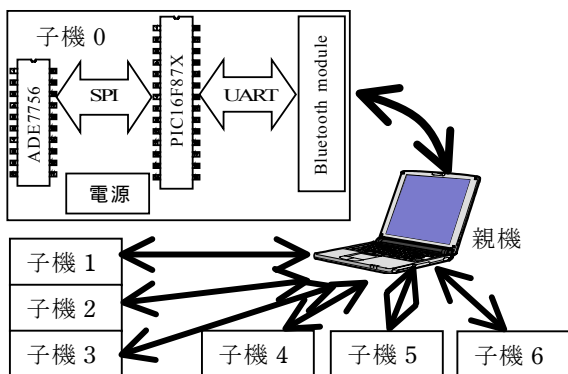 子機 0
ADE7756
SPI
PIC16F87X
UART
Bluetooth module
電源
親機
子機 1
子機 2
子機 3
子機 4
子機 5
子機 6